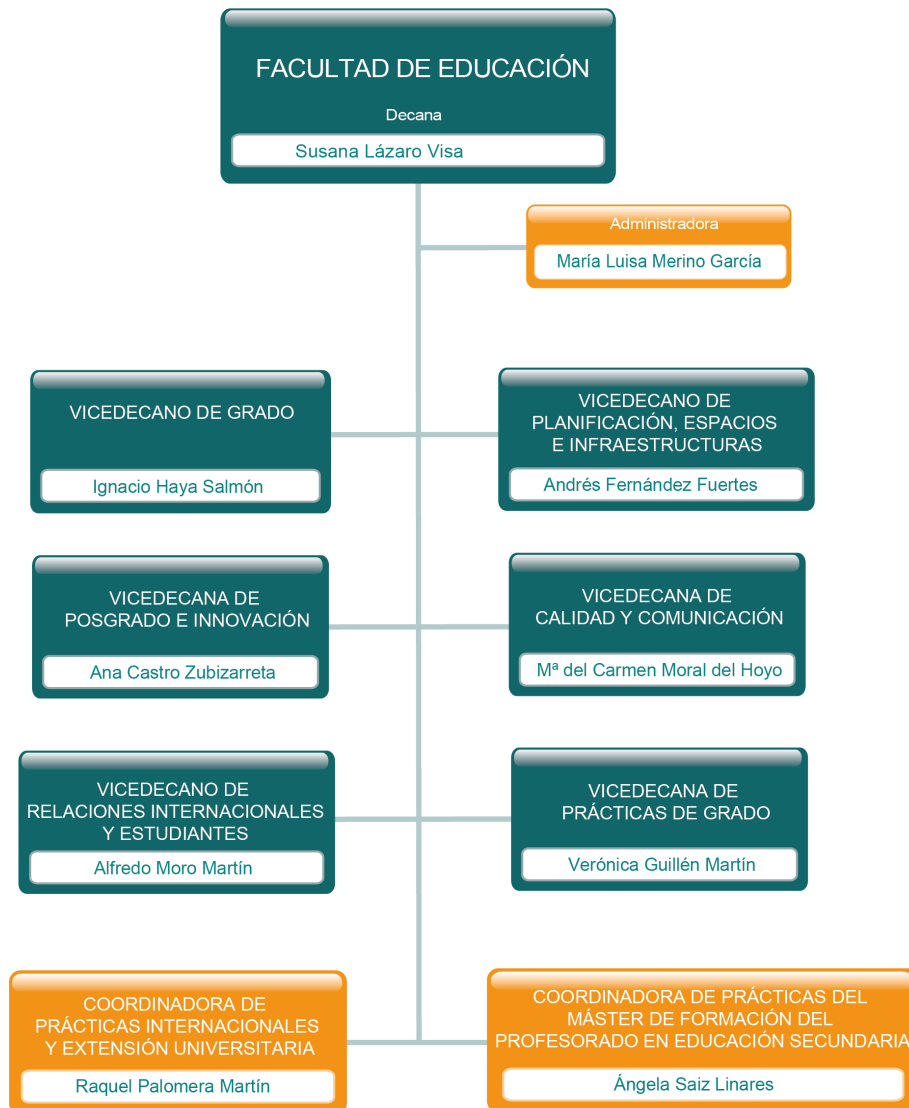 FACULTAD DE EDUCACIÓN
Decana
Susana Lázaro Visa
Administradora
María Luisa Merino García
VICEDECANO DE GRADO
Ignacio Haya Salmón
VICEDECANO DE
PLANIFICACIÓN, ESPACIOS
E INFRAESTRUCTURAS
Andrés Fernández Fuertes
VICEDECANA DE
POSGRADO E INNOVACIÓN
Ana Castro Zubizarreta
VICEDECANA DE
CALIDAD Y COMUNICACIÓN
Mª del Carmen Moral del Hoyo
VICEDECANO DE
RELACIONES INTERNACIONALES
Y ESTUDIANTES
Alfredo Moro Martín
VICEDECANA DE
PRÁCTICAS DE GRADO
Verónica Guillén Martín
COORDINADORA DE
PRÁCTICAS INTERNACIONALES
Y EXTENSIÓN UNIVERSITARIA
Raquel Palomera Martín
COORDINADORA DE PRÁCTICAS DEL
MÁSTER DE FORMACIÓN DEL
PROFESORADO EN EDUCACIÓN SECUNDARIA
Ángela Saiz Linares